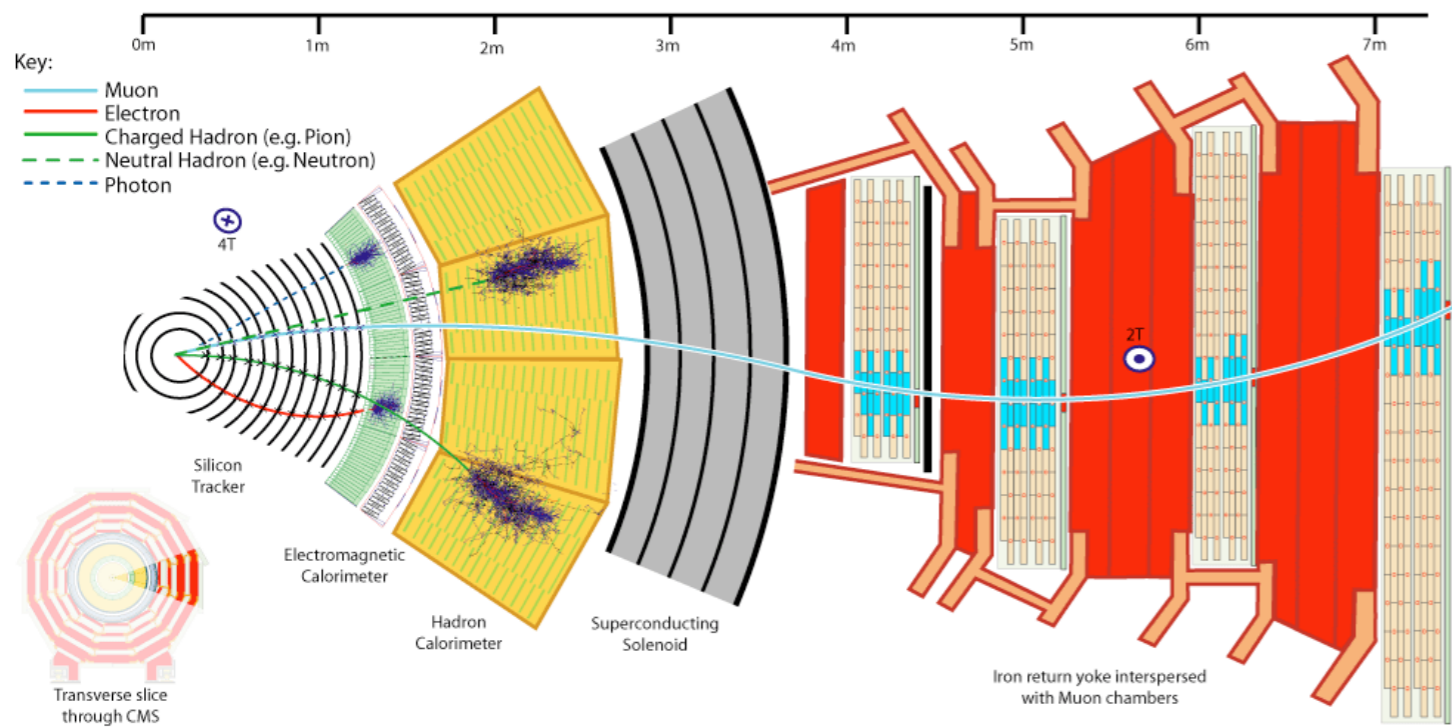 0m 1m 2m 3m 4m 5m 6m 7m
Key:
Muon
Electron
Charged Hadron (e.g. Pion)
Neutral Hadron (e.g. Neutron)
Photon
4T
2T
Silicon
Tracker
Electromagnetic
Calorimeter
Hadron
Calorimeter
Superconducting
Solenoid
Iron return yoke interspersed
with Muon chambers
Transverse slice
through CMS